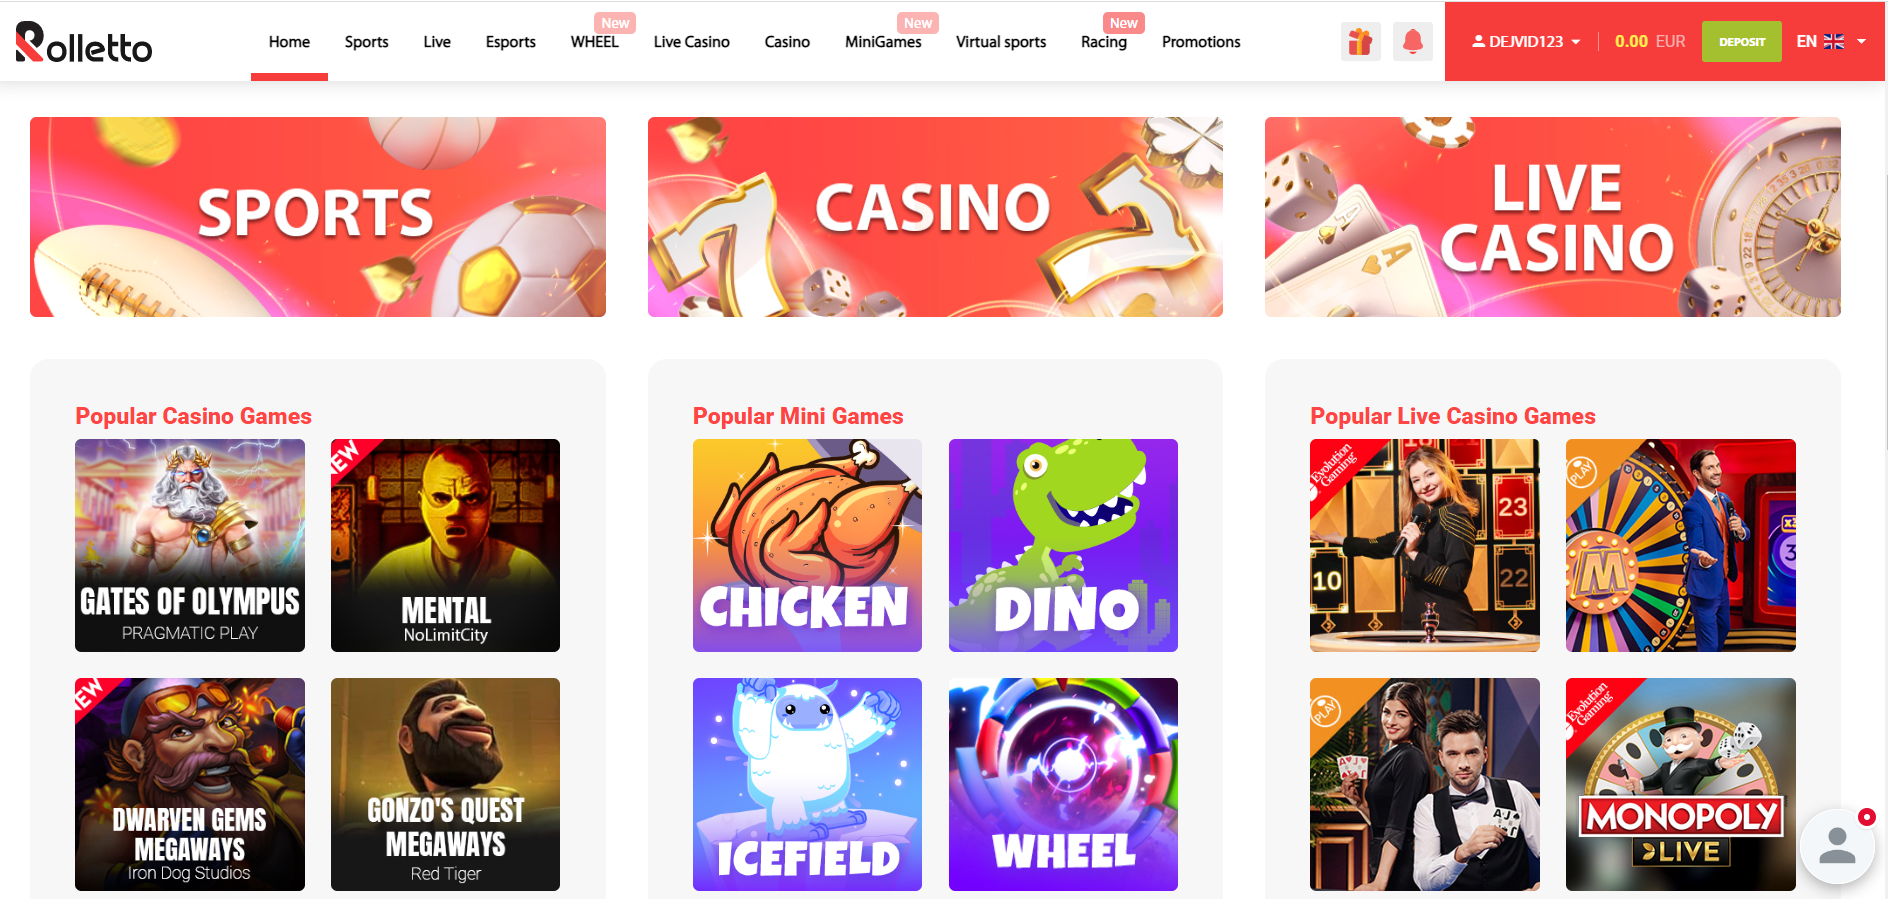 Rolletto
Home
Sports
Live
Esports
WHEEL
New
Live Casino
Casino
MiniGames
New
Virtual sports
Racing
New
Promotions
DEJVID123
0.00 EUR
DEPOSIT
EN
SPORTS
CASINO
LIVE
CASINO
Popular Casino Games
GATES OF OLYMPUS
PRAGMATIC PLAY
NEW
MENTAL
NoLimitCity
NEW
DWARVEN GEMS
MEGAWAYS
Iron Dog Studios
GONZO'S QUEST
MEGAWAYS
Red Tiger
Popular Mini Games
CHICKEN
DINO
ICEFIELD
WHEEL
Popular Live Casino Games
Evolution
Gaming
23
10
22
PLAY
M
PLAY
Evolution
Gaming
MONOPOLY
LIVE